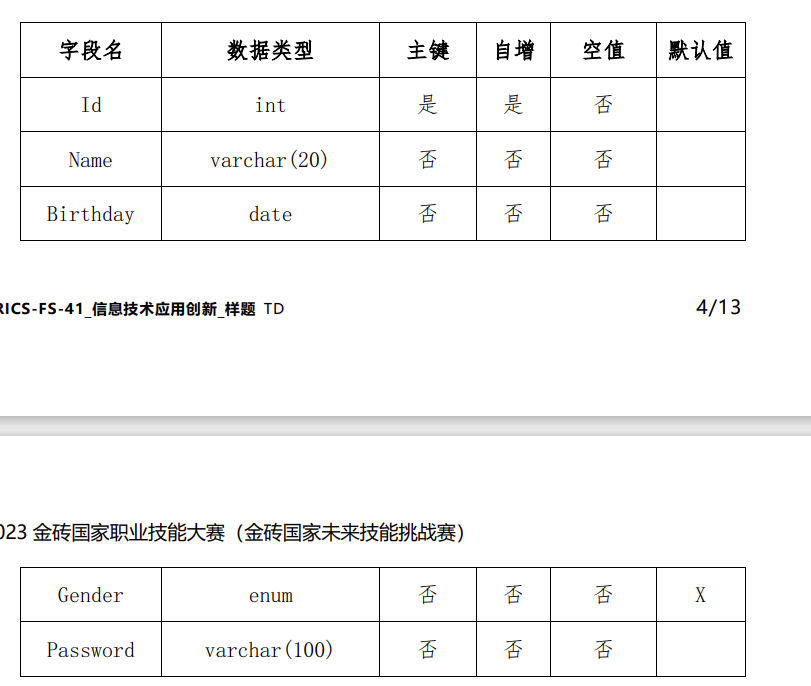 字段名 数据类型 主键 自增 空值 默认值
Id int 是 是 否
Name varchar(20) 否 否 否
Birthday date 否 否 否
RICS-FS-41_信息技术应用创新_样题 TD 4/13
023 金砖国家职业技能大赛（金砖国家未来技能挑战赛）
Gender enum 否 否 否 X
Password varchar(100) 否 否 否